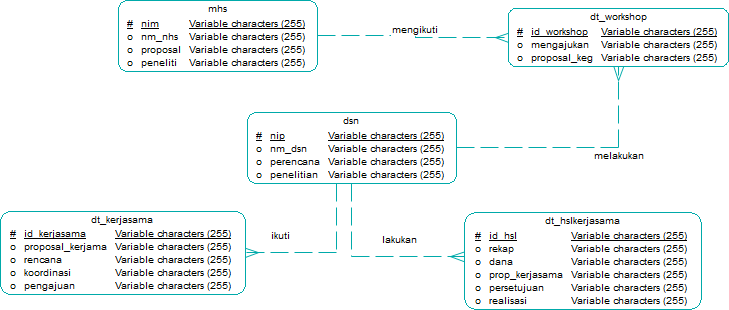 mhs
# nim Variable characters (255)
o nm_nhs Variable characters (255)
o proposal Variable characters (255)
o peneliti Variable characters (255)
mengikuti
dt_workshop
# id_workshop Variable characters (255)
o mengajukan Variable characters (255)
o proposal_keg Variable characters (255)
dsn
# nip Variable characters (255)
o nm_dsn Variable characters (255)
o perencana Variable characters (255)
o penelitian Variable characters (255)
melakukan
dt_kerjasama
# id_kerjasama Variable characters (255)
o proposal_kerjama Variable characters (255)
o rencana Variable characters (255)
o koordinasi Variable characters (255)
o pengajuan Variable characters (255)
ikuti
lakukan
dt_hslkerjasama
# id_hsl Variable characters (255)
o rekap Variable characters (255)
o dana Variable characters (255)
o prop_kerjasama Variable characters (255)
o persetujuan Variable characters (255)
o realisasi Variable characters (255)